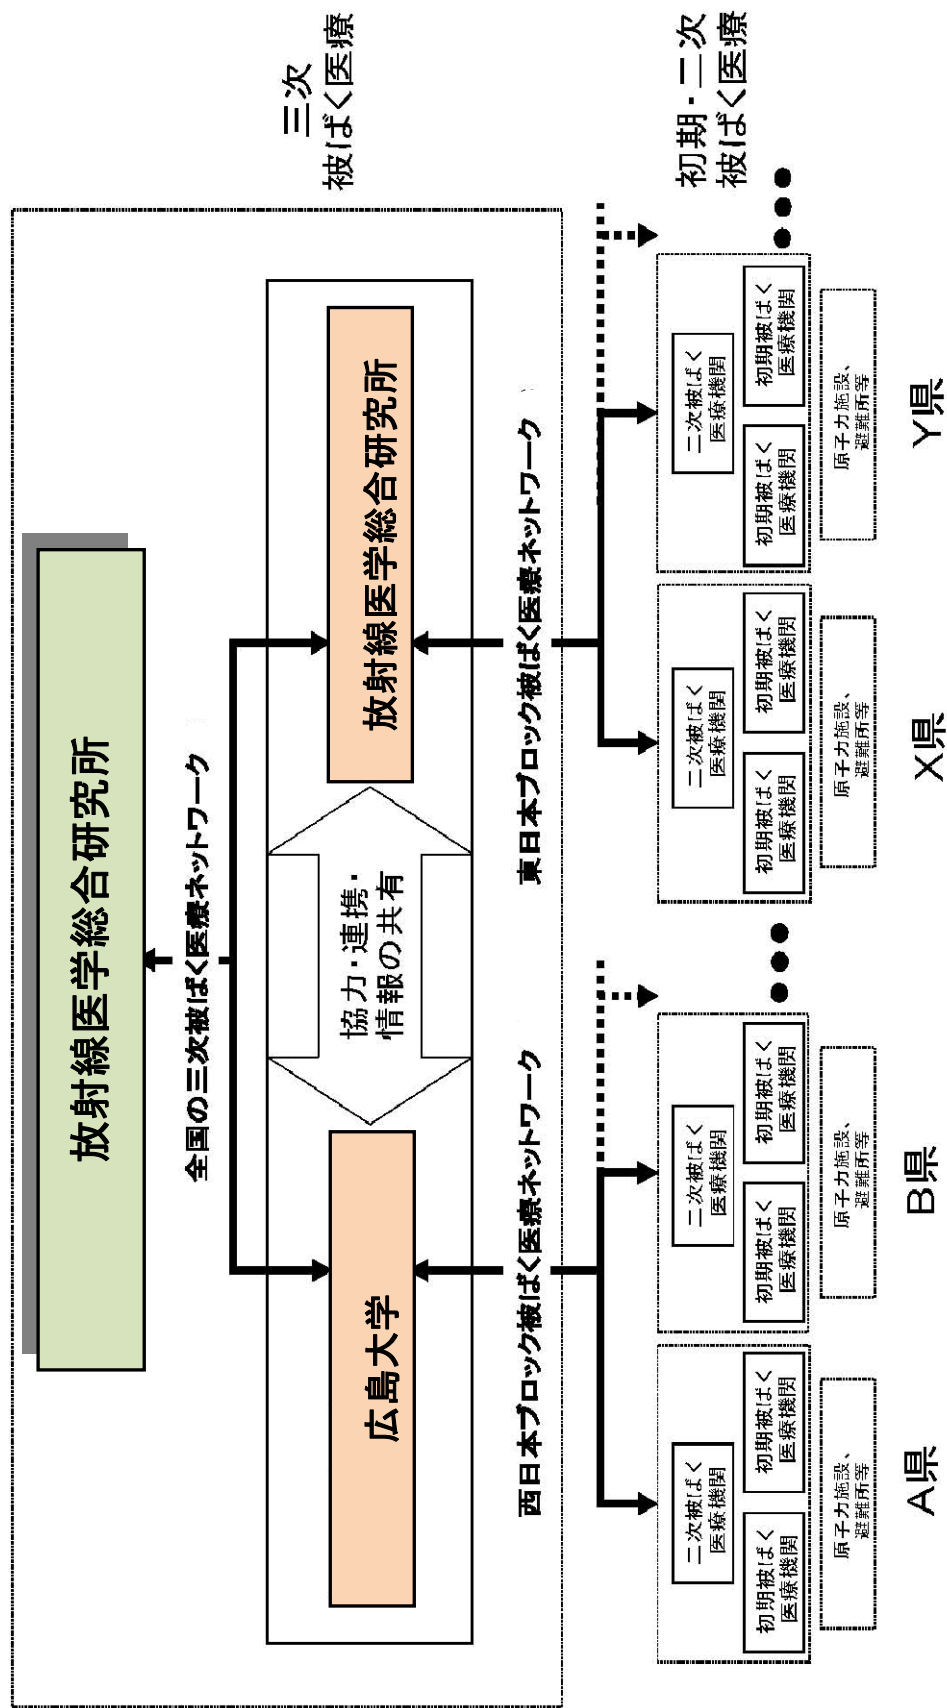 放射線医学総合研究所
全国の三次被ばく医療ネットワーク
三次
被ばく医療
広島大学
協力・連携・
情報の共有
放射線医学総合研究所
西日本ブロック被ばく医療ネットワーク
東日本ブロック被ばく医療ネットワーク
初期・二次
被ばく医療
二次被ばく
医療機関
初期被ばく
医療機関
初期被ばく
医療機関
原子力施設、
避難所等
A県
二次被ばく
医療機関
初期被ばく
医療機関
初期被ばく
医療機関
原子力施設、
避難所等
B県
●●●
二次被ばく
医療機関
初期被ばく
医療機関
初期被ばく
医療機関
原子力施設、
避難所等
X県
二次被ばく
医療機関
初期被ばく
医療機関
初期被ばく
医療機関
原子力施設、
避難所等
Y県
●●●